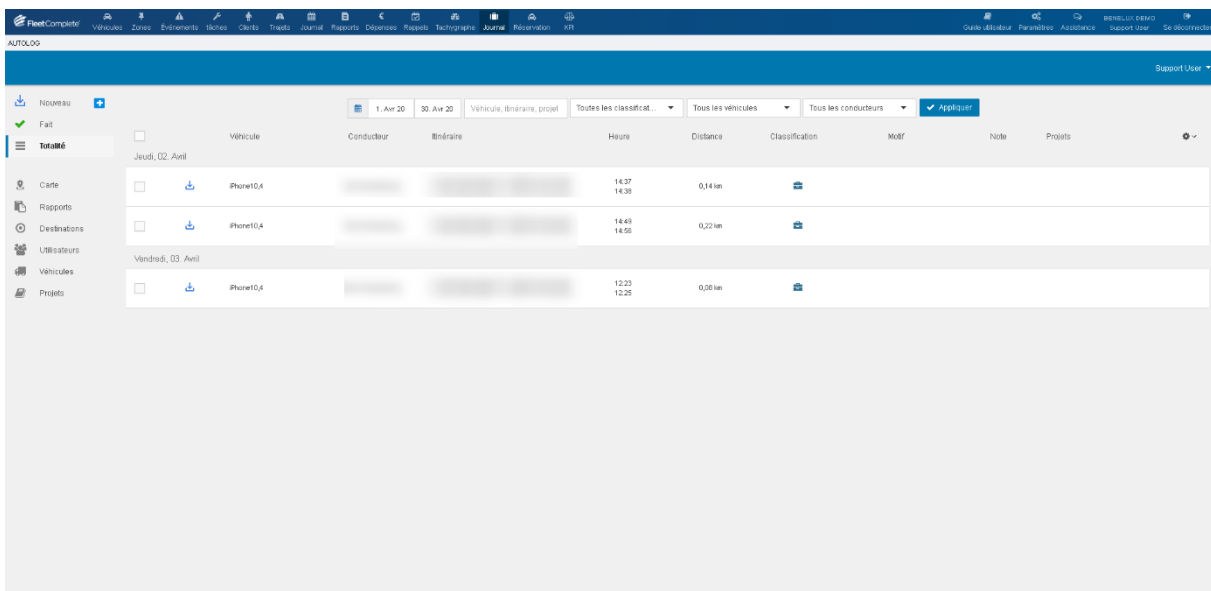 FleetComplete
Véhicules Zones Événements tâches Clients Trajets Journal Rapports Dépenses Rappels Tachygraphe Journal Réservation KPI
Guide utilisateur Paramètres Assistance BENELUX DEMO Support User Se déconnecter
AUTOLOG
Support User
Nouveau
1. Avr 20 30. Avr 20 Véhicule, itinéraire, projet Toutes les classificat... Tous les véhicules Tous les conducteurs Appliquer
Fait
Véhicule Conducteur Itinéraire Heure Distance Classification Motif Note Projets
Totalité
Jeudi, 02. Avril
Carte
iPhone10,4 14:37 0,14 km
14:38
Rapports
Destinations
iPhone10,4 14:49 0,22 km
14:56
Utilisateurs
Vendredi, 03. Avril
Véhicules
Projets
iPhone10,4 12:23 0,08 km
12:25